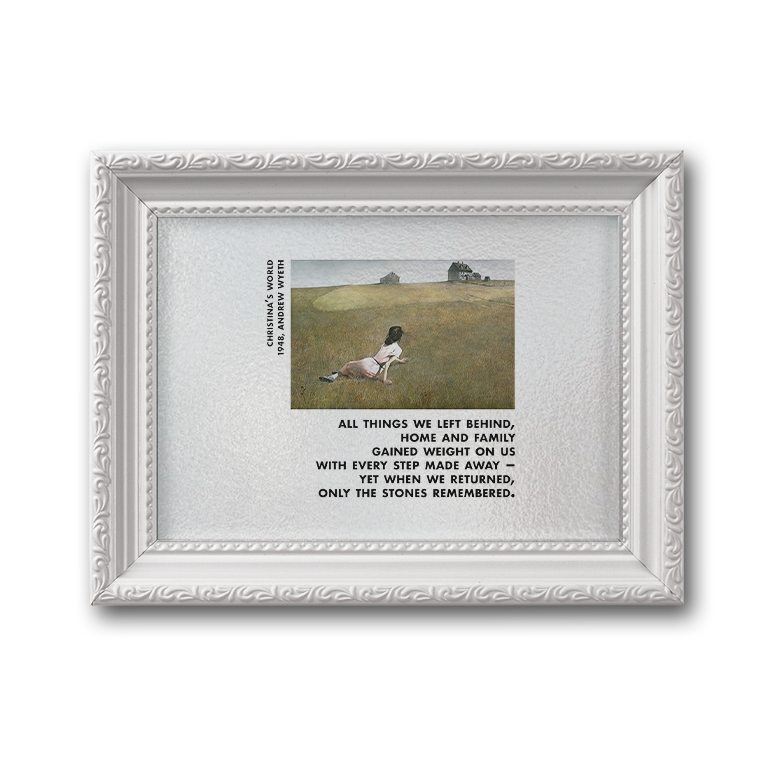 CHRISTINA'S WORLD
1948, ANDREW WYETH
ALL THINGS WE LEFT BEHIND,
HOME AND FAMILY
GAINED WEIGHT ON US
WITH EVERY STEP MADE AWAY –
YET WHEN WE RETURNED,
ONLY THE STONES REMEMBERED.